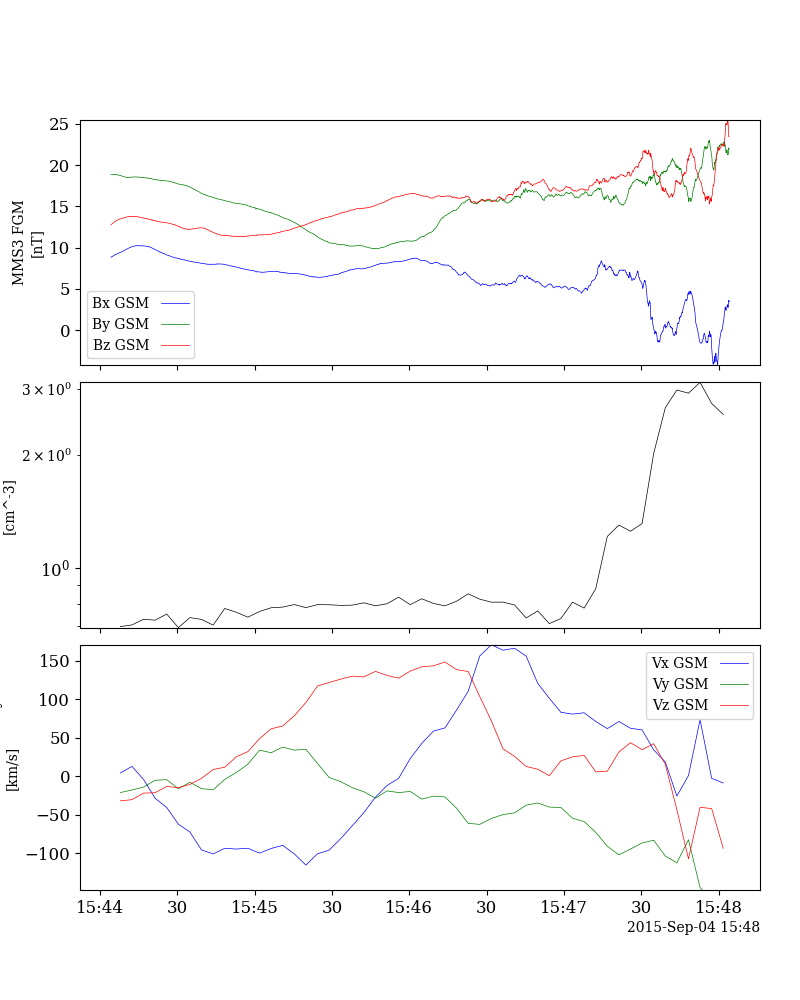 25
20
15
10
5
0
MMS3 FGM
[nT]
Bx GSM
By GSM
Bz GSM
3 × 10⁰
2 × 10⁰
10⁰
[cm^-3]
150
100
50
0
−50
−100
[km/s]
Vx GSM
Vy GSM
Vz GSM
15:44 30 15:45 30 15:46 30 15:47 30 15:48
2015-Sep-04 15:48